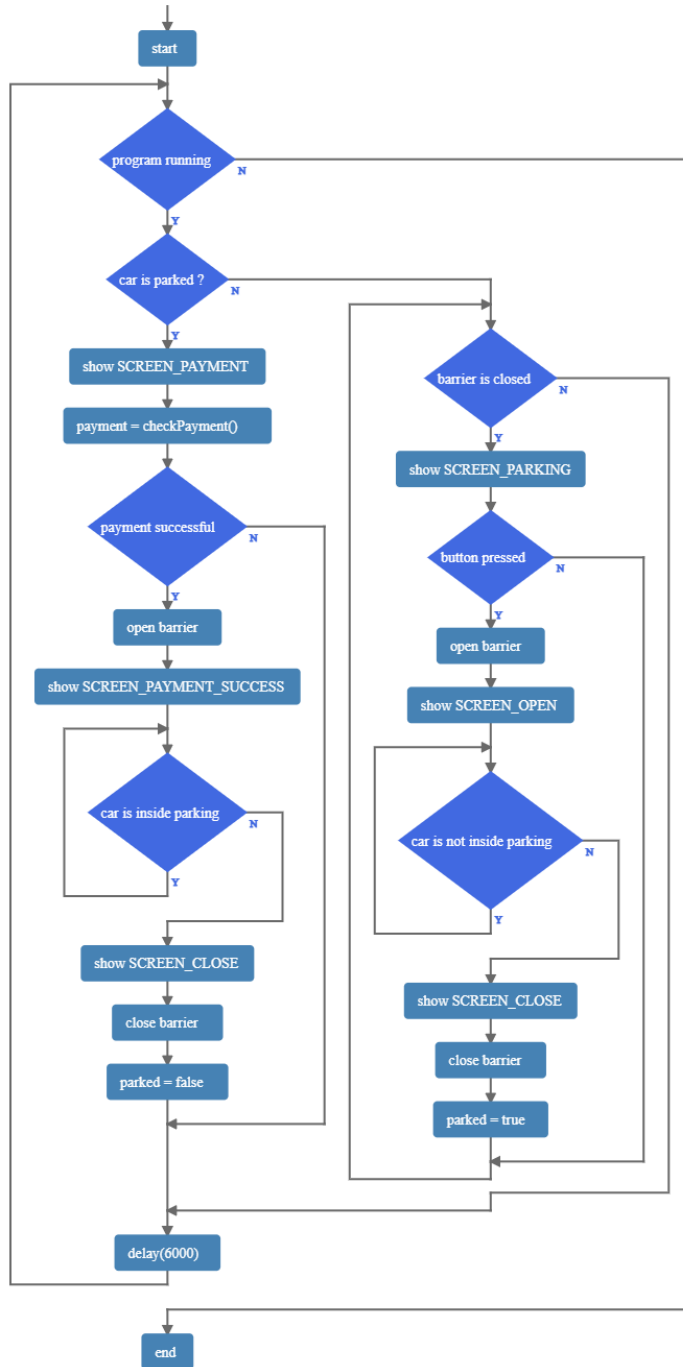 start
program running
N
Y
car is parked ?
N
Y
show SCREEN_PAYMENT
payment = checkPayment()
payment successful
N
Y
open barrier
show SCREEN_PAYMENT_SUCCESS
car is inside parking
N
Y
show SCREEN_CLOSE
close barrier
parked = false
barrier is closed
N
Y
show SCREEN_PARKING
button pressed
N
Y
open barrier
show SCREEN_OPEN
car is not inside parking
N
Y
show SCREEN_CLOSE
close barrier
parked = true
delay(6000)
end